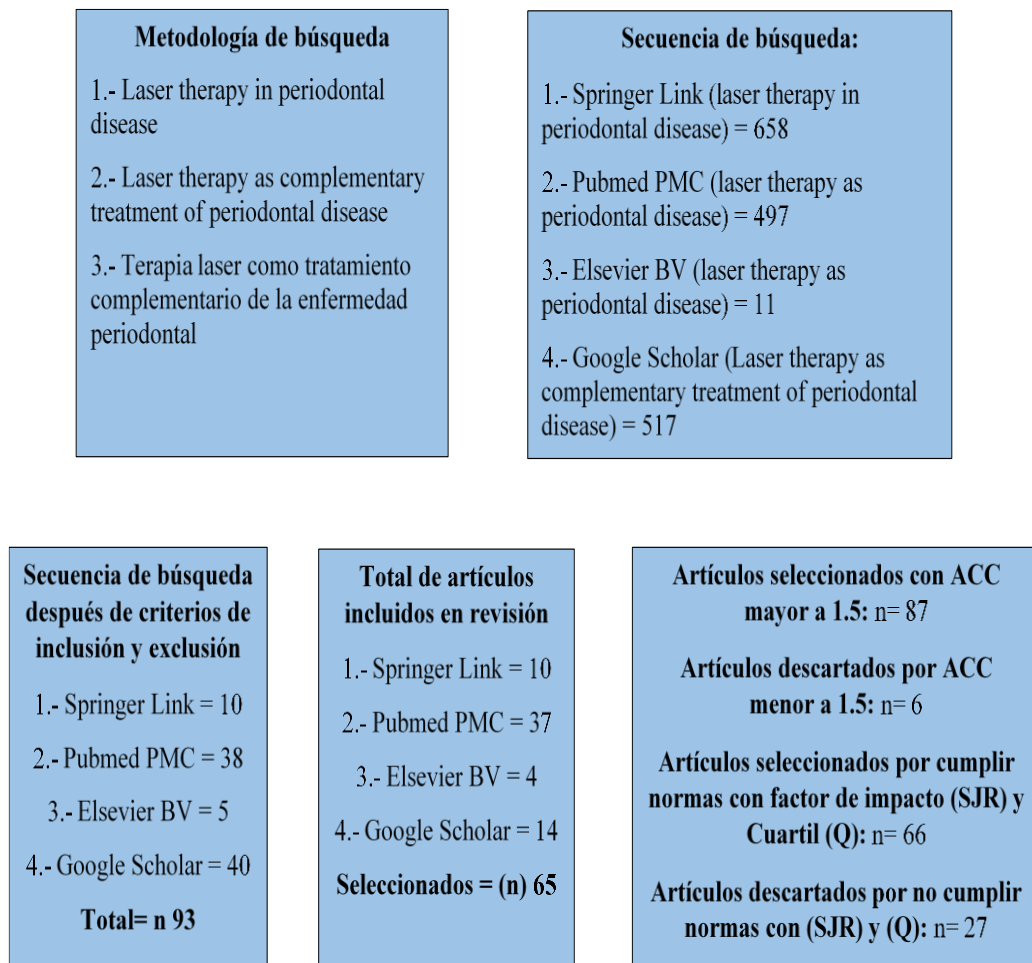 Metodología de búsqueda
1.- Laser therapy in periodontal
disease
2.- Laser therapy as complementary
treatment of periodontal disease
3.- Terapia laser como tratamiento
complementario de la enfermedad
periodontal
Secuencia de búsqueda:
1.- Springer Link (laser therapy in
periodontal disease) = 658
2.- Pubmed PMC (laser therapy as
periodontal disease) = 497
3.- Elsevier BV (laser therapy as
periodontal disease) = 11
4.- Google Scholar (Laser therapy as
complementary treatment of periodontal
disease) = 517
Secuencia de búsqueda
después de criterios de
inclusión y exclusión
1.- Springer Link = 10
2.- Pubmed PMC = 38
3.- Elsevier BV = 5
4.- Google Scholar = 40
Total= n 93
Total de artículos
incluidos en revisión
1.- Springer Link = 10
2.- Pubmed PMC = 37
3.- Elsevier BV = 4
4.- Google Scholar = 14
Seleccionados = (n) 65
Artículos seleccionados con ACC
mayor a 1.5: n= 87
Artículos descartados por ACC
menor a 1.5: n= 6
Artículos seleccionados por cumplir
normas con factor de impacto (SJR) y
Cuartil (Q): n= 66
Artículos descartados por no cumplir
normas con (SJR) y (Q): n= 27